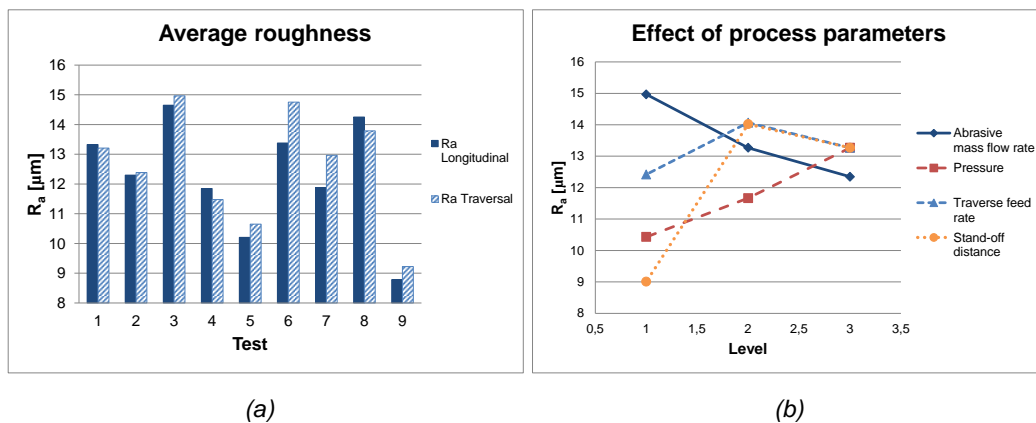 Average roughness
16
15
14
13
12
11
10
9
8
Ra [µm]
1 2 3 4 5 6 7 8 9
Test
Ra
Longitudinal
Ra Traversal
(a)
Effect of process parameters
16
15
14
13
12
11
10
9
8
Ra [µm]
0,5 1 1,5 2 2,5 3 3,5
Level
Abrasive
mass flow rate
Pressure
Traverse feed
rate
Stand-off
distance
(b)